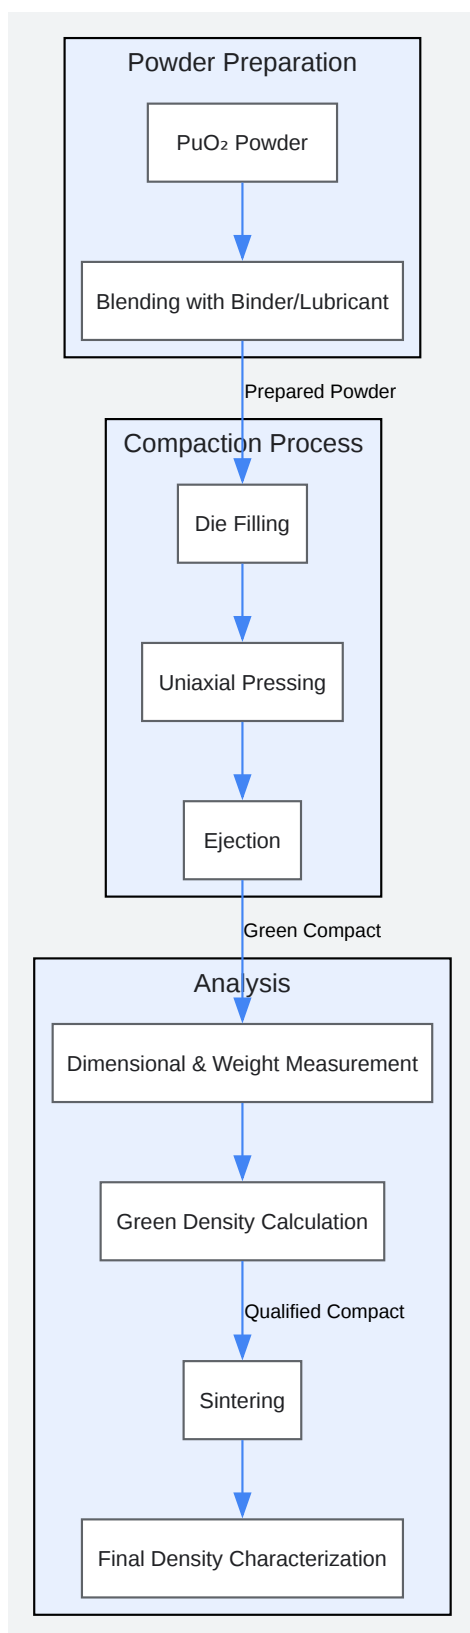 Powder Preparation
PuO₂ Powder
Blending with Binder/Lubricant
Prepared Powder
Compaction Process
Die Filling
Uniaxial Pressing
Ejection
Green Compact
Analysis
Dimensional & Weight Measurement
Green Density Calculation
Qualified Compact
Sintering
Final Density Characterization